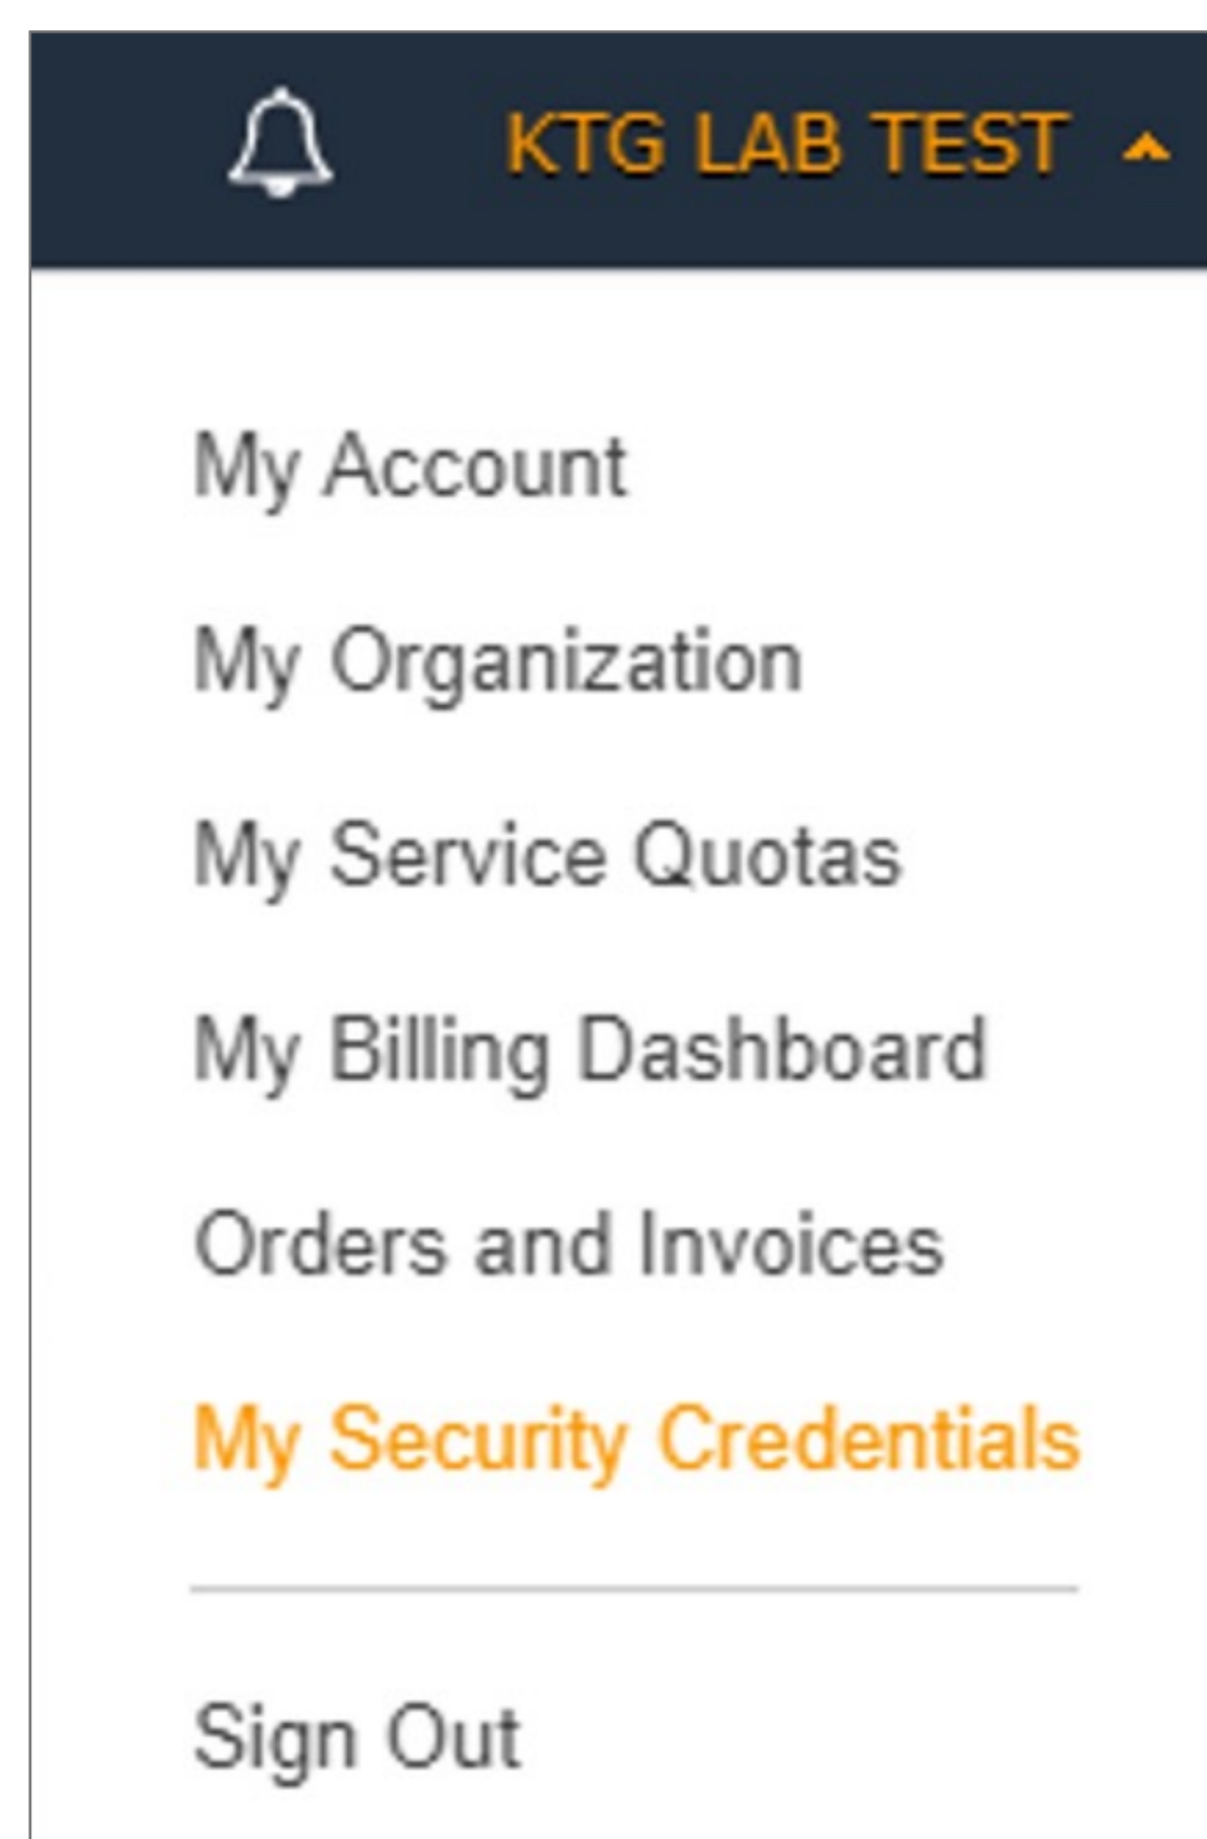 KTG LAB TEST
My Account
My Organization
My Service Quotas
My Billing Dashboard
Orders and Invoices
My Security Credentials
Sign Out